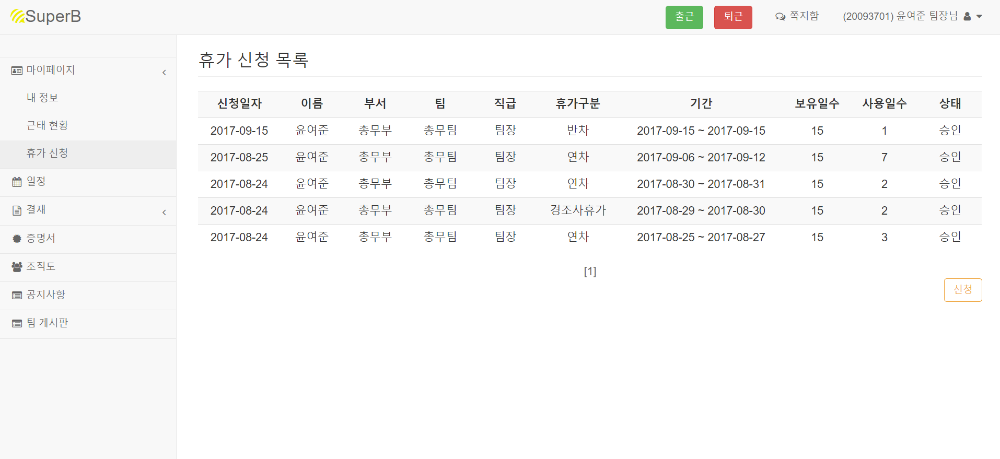 SuperB
출근 퇴근 쪽지함 (20093701) 윤여준 팀장님
마이페이지
내 정보
근태 현황
휴가 신청
일정
결재
증명서
조직도
공지사항
팀 게시판
휴가 신청 목록
신청일자 이름 부서 팀 직급 휴가구분 기간 보유일수 사용일수 상태
2017-09-15 윤여준 총무부 총무팀 팀장 반차 2017-09-15 ~ 2017-09-15 15 1 승인
2017-08-25 윤여준 총무부 총무팀 팀장 연차 2017-09-06 ~ 2017-09-12 15 7 승인
2017-08-24 윤여준 총무부 총무팀 팀장 연차 2017-08-30 ~ 2017-08-31 15 2 승인
2017-08-24 윤여준 총무부 총무팀 팀장 경조사휴가 2017-08-29 ~ 2017-08-30 15 2 승인
2017-08-24 윤여준 총무부 총무팀 팀장 연차 2017-08-25 ~ 2017-08-27 15 3 승인
[1]
신청